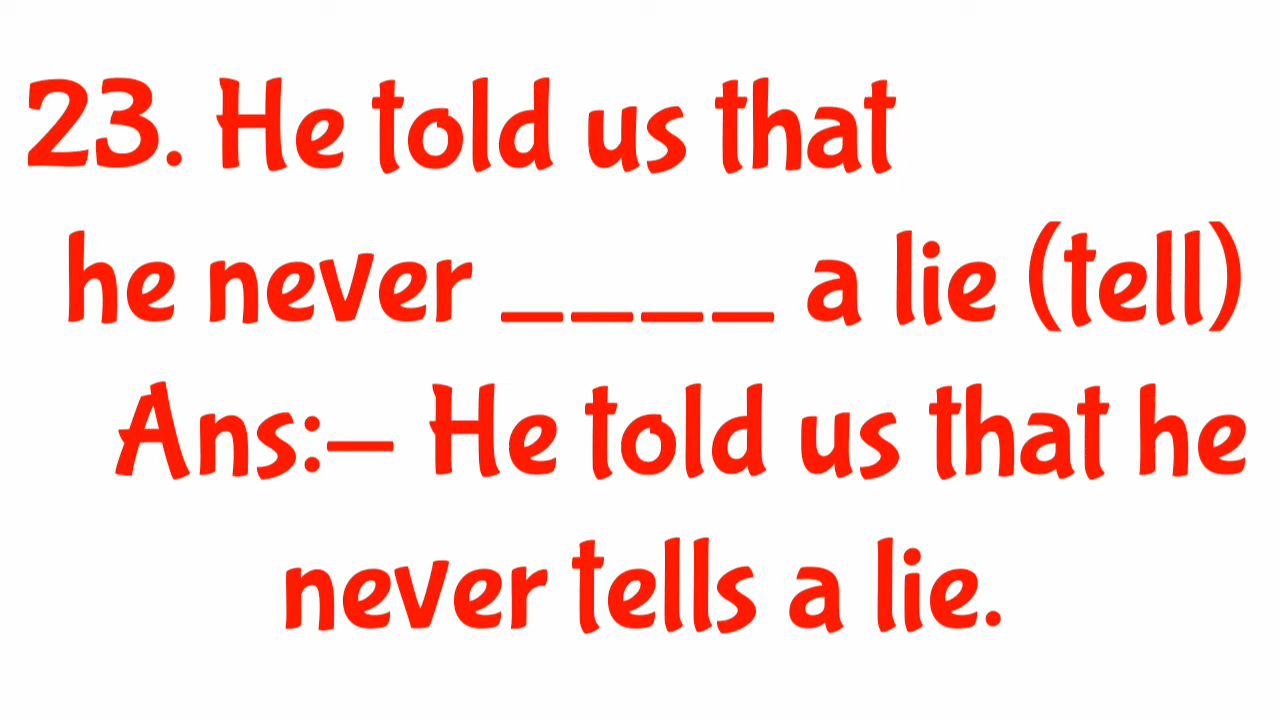 23. He told us that
he never ____ a lie (tell)
Ans:– He told us that he
never tells a lie.